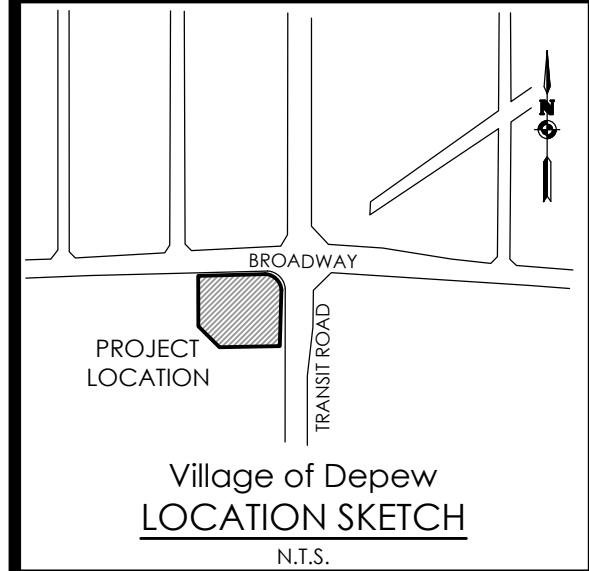 N
BROADWAY
TRANSIT ROAD
PROJECT
LOCATION
Village of Depew
LOCATION SKETCH
N.T.S.